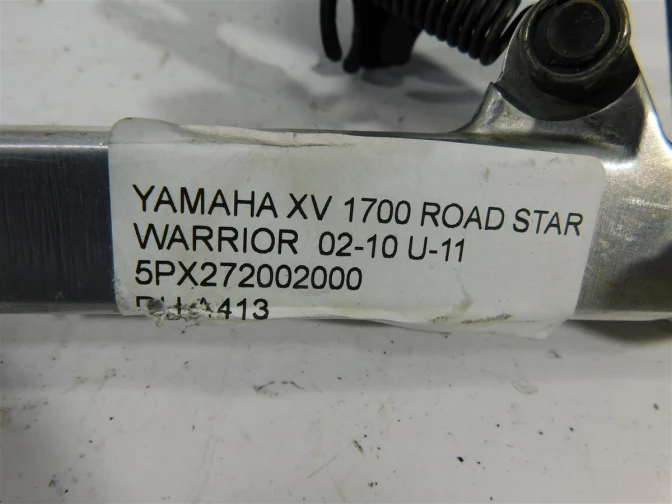 YAMAHA XV 1700 ROAD STAR
WARRIOR 02-10 U-11
5PX272002000